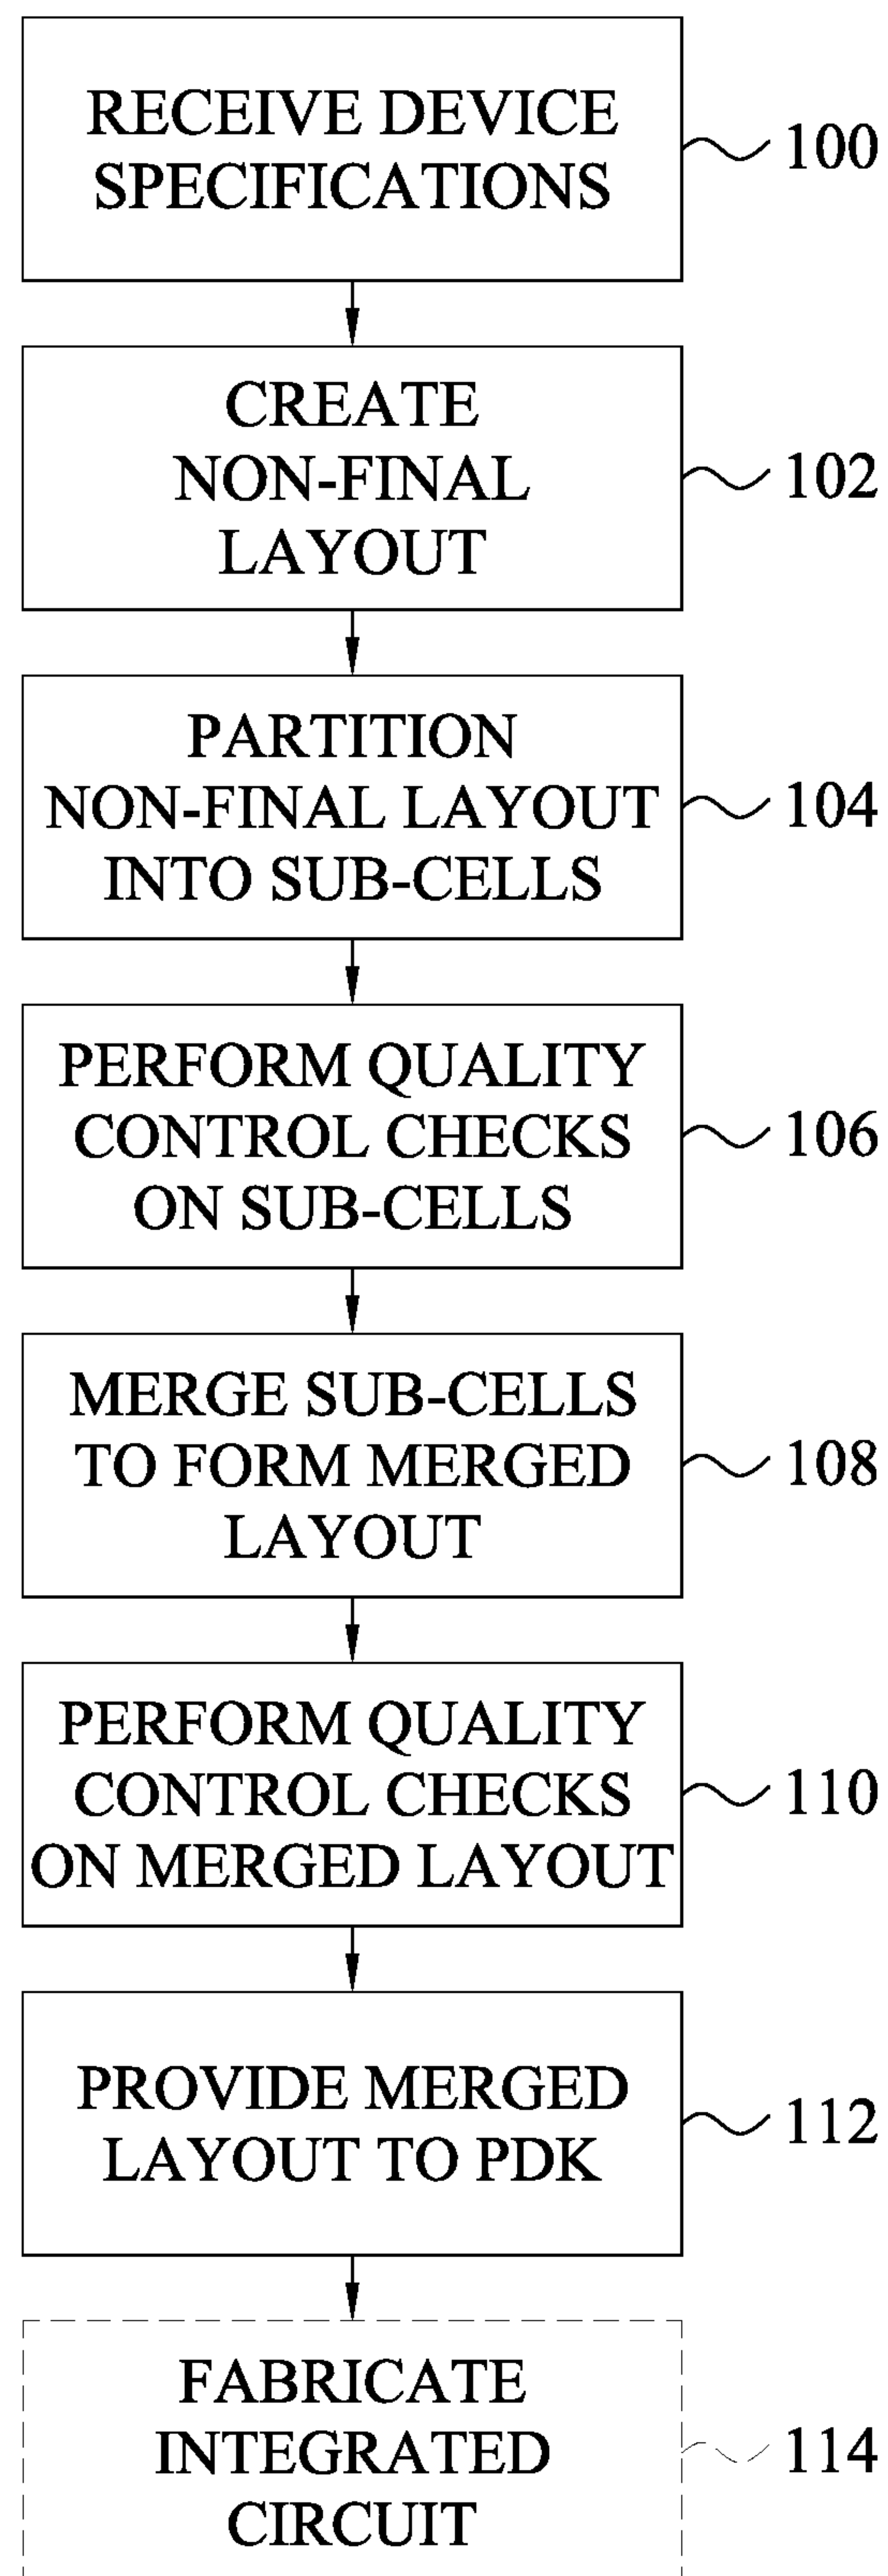 RECEIVE DEVICE
SPECIFICATIONS
100
CREATE
NON-FINAL
LAYOUT
102
PARTITION
NON-FINAL LAYOUT
INTO SUB-CELLS
104
PERFORM QUALITY
CONTROL CHECKS
ON SUB-CELLS
106
MERGE SUB-CELLS
TO FORM MERGED
LAYOUT
108
PERFORM QUALITY
CONTROL CHECKS
ON MERGED LAYOUT
110
PROVIDE MERGED
LAYOUT TO PDK
112
FABRICATE
INTEGRATED
CIRCUIT
114